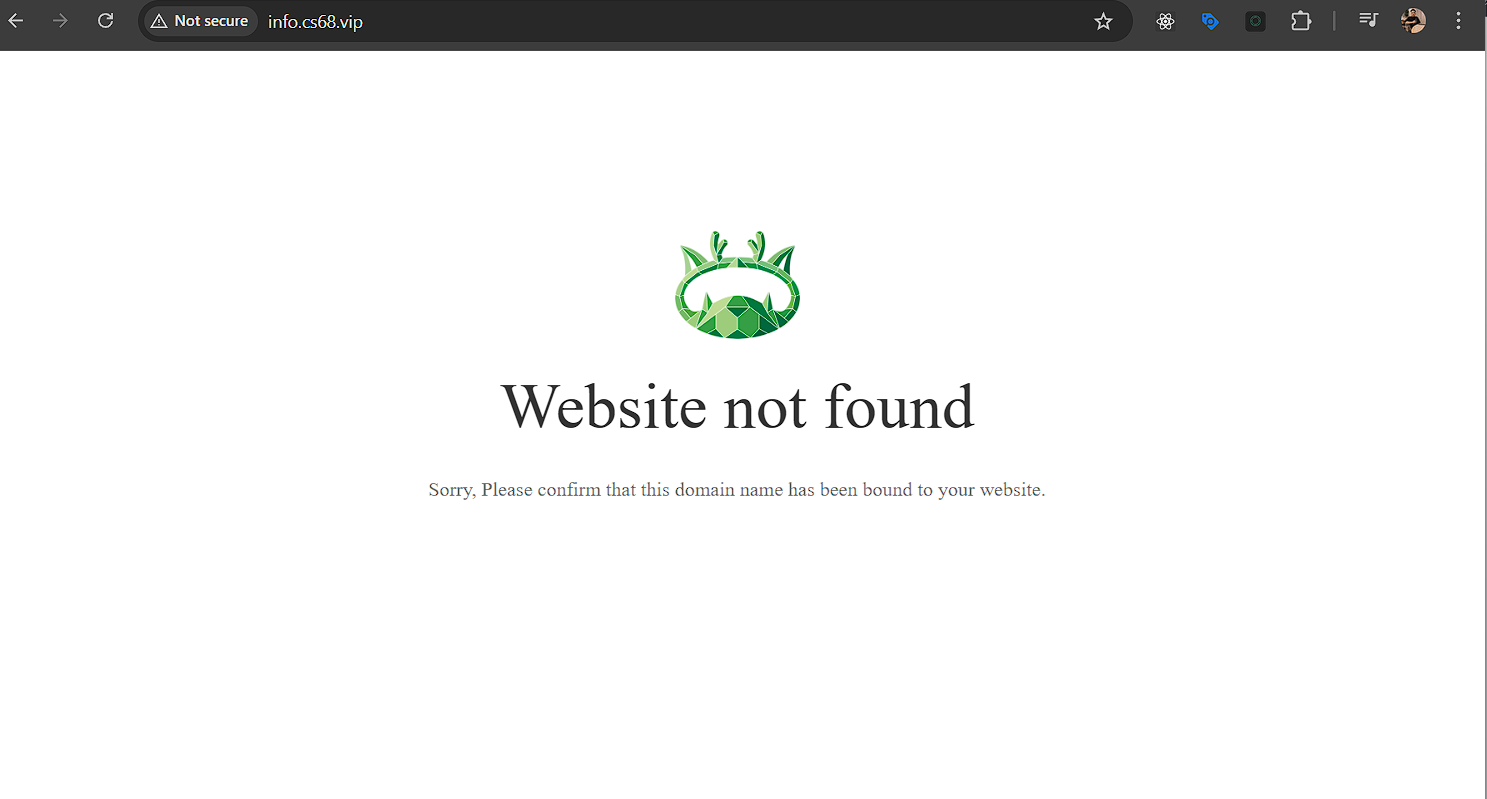 Not secure
info.cs68.vip
Website not found
Sorry, Please confirm that this domain name has been bound to your website.